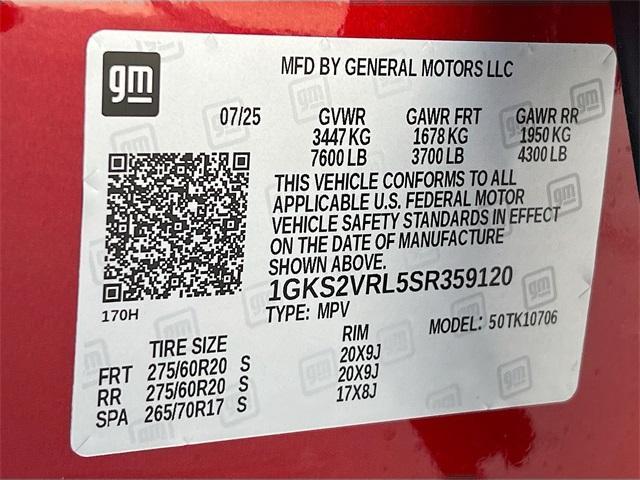 gm
MFD BY GENERAL MOTORS LLC
07/25 GVWR GAWR FRT GAWR RR
3447 KG 1678 KG 1950 KG
7600 LB 3700 LB 4300 LB
THIS VEHICLE CONFORMS TO ALL
APPLICABLE U.S. FEDERAL MOTOR
VEHICLE SAFETY STANDARDS IN EFFECT
ON THE DATE OF MANUFACTURE
SHOWN ABOVE.
1GKS2VRL5SR359120
170H
TYPE: MPV
MODEL: 50TK10706
TIRE SIZE RIM
FRT 275/60R20 S 20X9J
RR 275/60R20 S 20X9J
SPA 265/70R17 S 17X8J